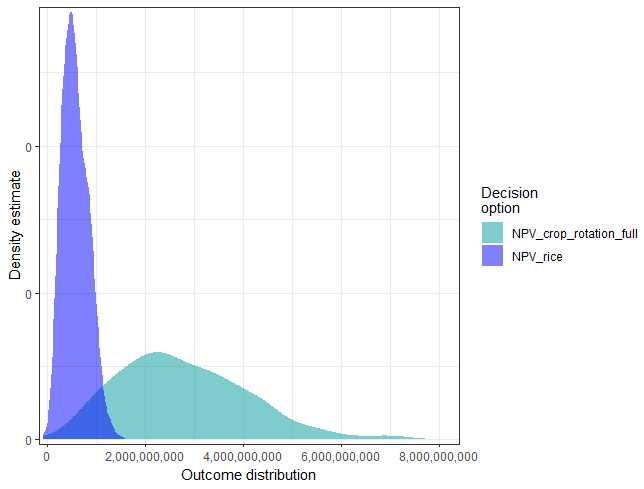 Density estimate
0
0
0
0
2,000,000,000
4,000,000,000
6,000,000,000
8,000,000,000
Outcome distribution
Decision
option
NPV_crop_rotation_full
NPV_rice